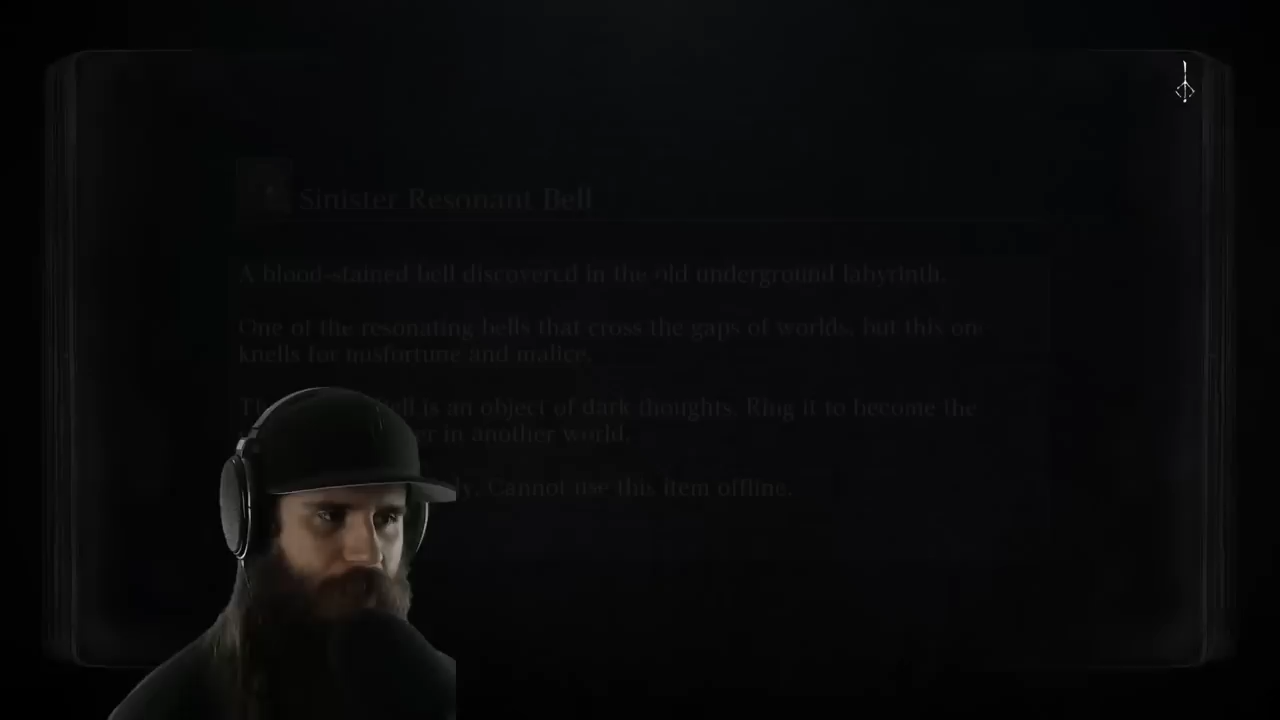 Sinister Resonant Bell
A blood-stained bell discovered in the old underground labyrinth.
One of the resonating bells that cross the gaps of worlds, but this one
knells for misfortune and malice.
is an object of dark thoughts. Ring it to become the
in another world.
Cannot use this item offline.